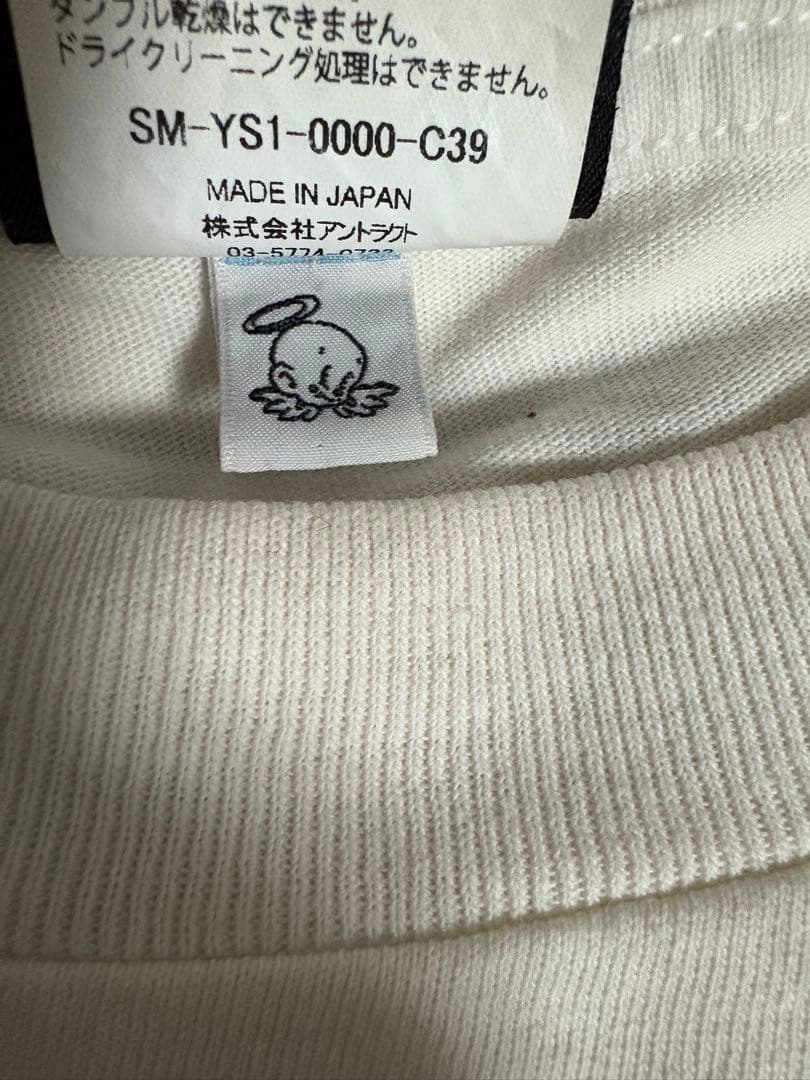 タンブル乾燥はできません。
ドライクリーニング処理はできません。
SM-YS1-0000-C39
MADE IN JAPAN
株式会社アントラクト